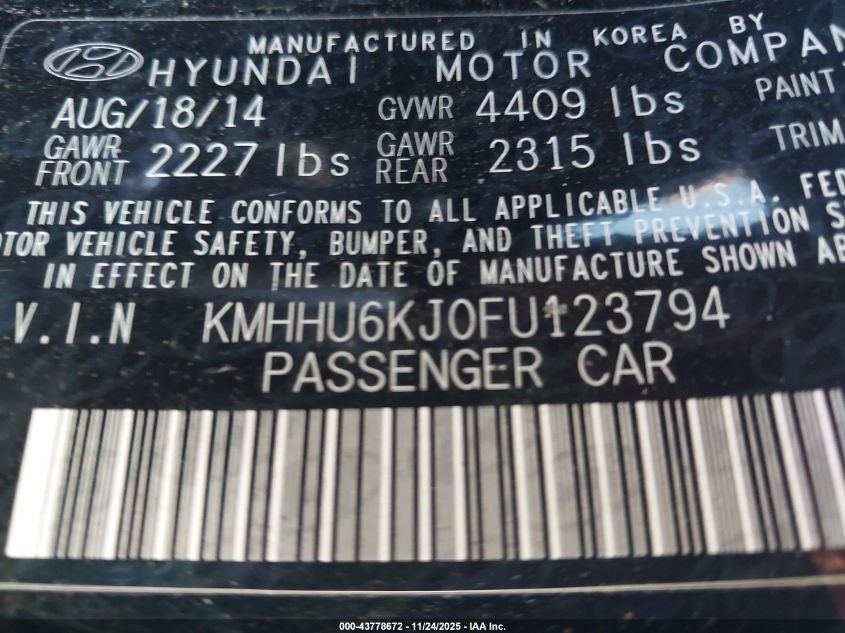 MANUFACTURED IN KOREA BY
HYUNDAI MOTOR COMPAN
AUG/18/14 GVWR 4409 lbs PAINT
GAWR FRONT 2227 lbs GAWR REAR 2315 lbs TRIM
THIS VEHICLE CONFORMS TO ALL APPLICABLE U.S.A. FED
OTOR VEHICLE SAFETY, BUMPER, AND THEFT PREVENTION S
IN EFFECT ON THE DATE OF MANUFACTURE SHOWN AB
V.I.N KMHHU6KJ0FU123794
PASSENGER CAR
000-43778672 - 11/24/2025 - IAA Inc.